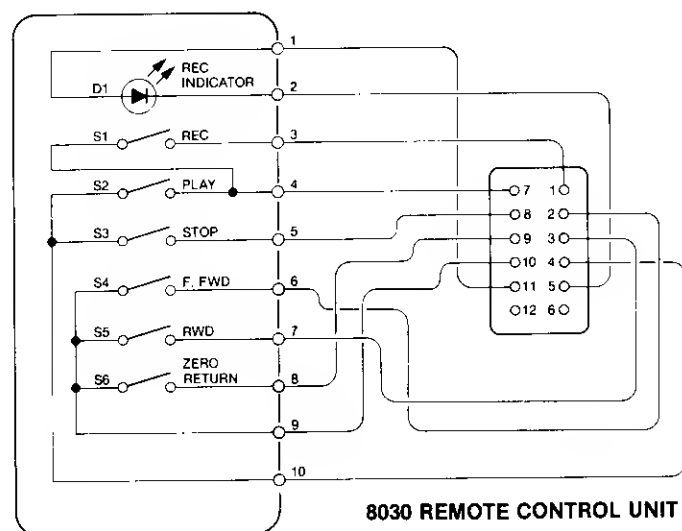 1
REC
INDICATOR
D1
2
S1 REC 3
S2 PLAY 4
S3 STOP 5
S4 F. FWD 6
S5 RWD 7
ZERO
S6 RETURN 8
9
10
7 1
8 2
9 3
10 4
11 5
12 6
8030 REMOTE CONTROL UNIT